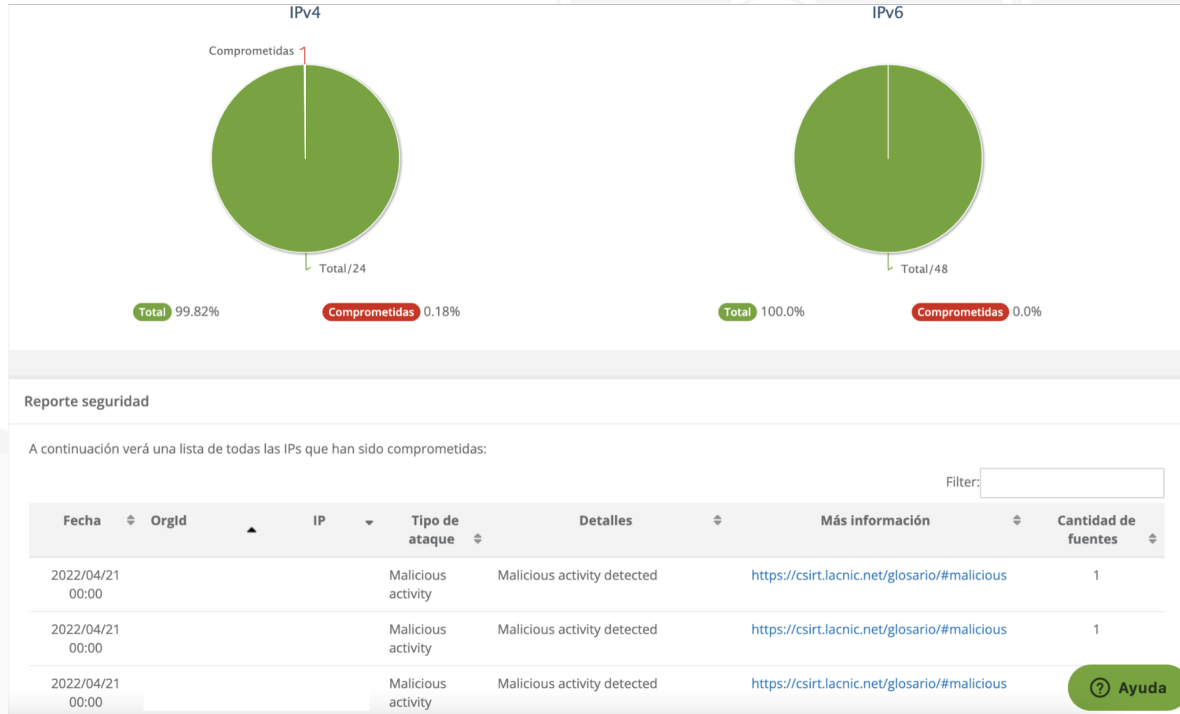 IPv4
IPv6
Comprometidas
Total/24
Total/48
Total 99.82%
Comprometidas 0.18%
Total 100.0%
Comprometidas 0.0%
Reporte seguridad
A continuación verá una lista de todas las IPs que han sido comprometidas:
Filter:
Fecha OrgId IP Tipo de ataque Detalles Más información Cantidad de fuentes
2022/04/21 00:00 Malicious activity Malicious activity detected https://csirt.lacnic.net/glosario/#malicious 1
2022/04/21 00:00 Malicious activity Malicious activity detected https://csirt.lacnic.net/glosario/#malicious 1
2022/04/21 00:00 Malicious activity Malicious activity detected https://csirt.lacnic.net/glosario/#malicious
Ayuda